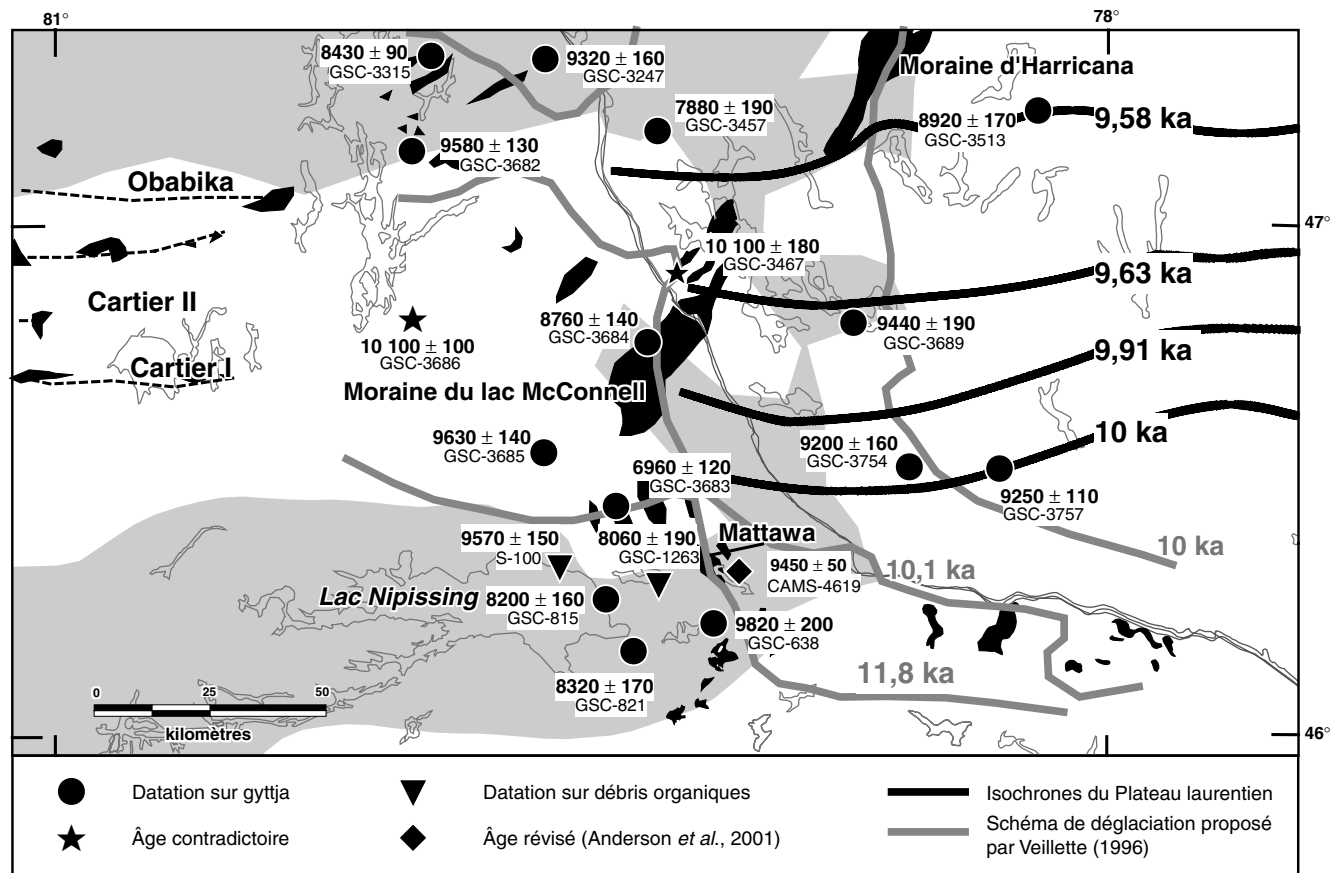 81°
78°
8430 ± 90
GSC-3315
9320 ± 160
GSC-3247
Moraine d'Harricana
7880 ± 190
GSC-3457
8920 ± 170
GSC-3513
9,58 ka
9580 ± 130
GSC-3682
Obabika
47°
10 100 ± 180
GSC-3467
9,63 ka
Cartier II
8760 ± 140
GSC-3684
9440 ± 190
GSC-3689
10 100 ± 100
GSC-3686
9,91 ka
Cartier I
Moraine du lac McConnell
10 ka
9630 ± 140
GSC-3685
9200 ± 160
GSC-3754
6960 ± 120
GSC-3683
9250 ± 110
GSC-3757
Mattawa
9570 ± 150
S-100
8060 ± 190
GSC-1263
10 ka
9450 ± 50
CAMS-4619
10,1 ka
Lac Nipissing
8200 ± 160
GSC-815
9820 ± 200
GSC-638
11,8 ka
8320 ± 170
GSC-821
0 25 50
kilomètres
46°
Datation sur gyttja
Datation sur débris organiques
Isochrones du Plateau laurentien
Âge contradictoire
Âge révisé (Anderson et al., 2001)
Schéma de déglaciation proposé
par Veillette (1996)